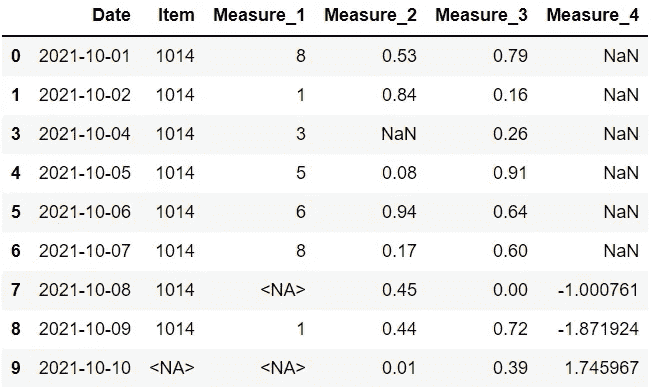 Date Item Measure_1 Measure_2 Measure_3 Measure_4
0 2021-10-01 1014 8 0.53 0.79 NaN
1 2021-10-02 1014 1 0.84 0.16 NaN
3 2021-10-04 1014 3 NaN 0.26 NaN
4 2021-10-05 1014 5 0.08 0.91 NaN
5 2021-10-06 1014 6 0.94 0.64 NaN
6 2021-10-07 1014 8 0.17 0.60 NaN
7 2021-10-08 1014 <NA> 0.45 0.00 -1.000761
8 2021-10-09 1014 1 0.44 0.72 -1.871924
9 2021-10-10 <NA> <NA> 0.01 0.39 1.745967